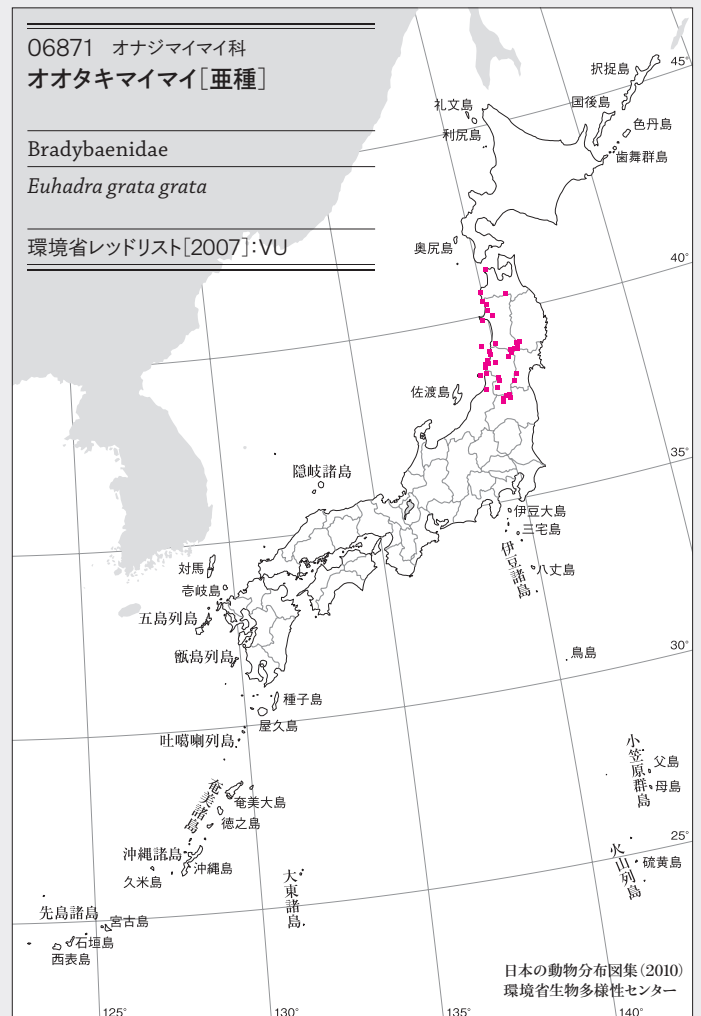 06871 オナジマイマイ科
オオタキマイマイ[亜種]
Bradybaenidae
Euhadra grata grata
環境省レッドリスト[2007]:VU
択捉島
45°
礼文島
国後島
色丹島
利尻島
歯舞群島
奥尻島
40°
佐渡島
35°
隠岐諸島
伊豆大島
三宅島
伊豆諸島
八丈島
対馬
壱岐島
五島列島
甑島列島
鳥島
30°
種子島
屋久島
吐噶喇列島
小笠原群島
父島
母島
奄美諸島
奄美大島
徳之島
25°
沖縄諸島
沖縄島
久米島
火山列島
硫黄島
大東諸島
先島諸島
宮古島
石垣島
西表島
日本の動物分布図集(2010)
環境省生物多様性センター
125°
130°
135°
140°